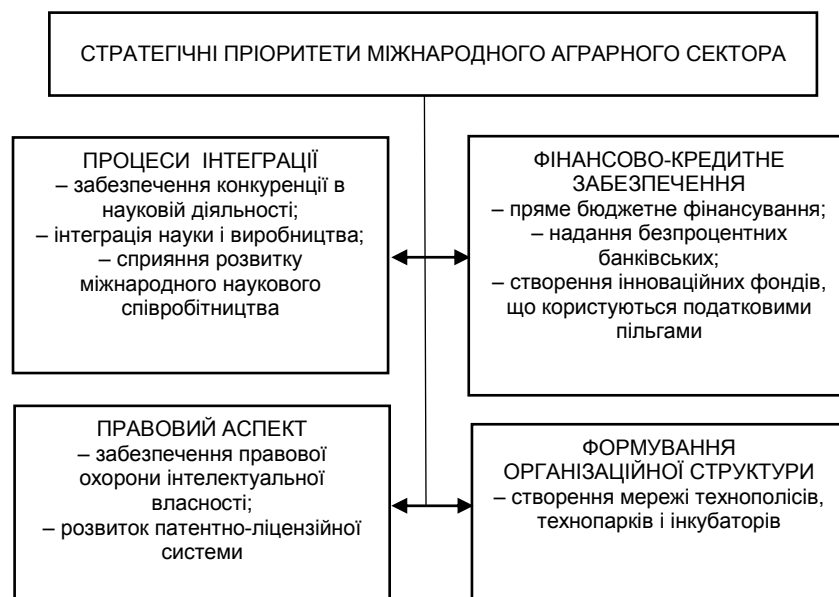 СТРАТЕГІЧНІ ПРІОРИТЕТИ МІЖНАРОДНОГО АГРАРНОГО СЕКТОРА
ПРОЦЕСИ ІНТЕГРАЦІЇ
– забезпечення конкуренції в
науковій діяльності;
– інтеграція науки і виробництва;
– сприяння розвитку
міжнародного наукового
співробітництва
ФІНАНСОВО-КРЕДИТНЕ
ЗАБЕЗПЕЧЕННЯ
– пряме бюджетне фінансування;
– надання безпроцентних
банківських;
– створення інноваційних фондів,
що користуються податковими
пільгами
ПРАВОВИЙ АСПЕКТ
– забезпечення правової
охорони інтелектуальної
власності;
– розвиток патентно-ліцензійної
системи
ФОРМУВАННЯ
ОРГАНІЗАЦІЙНОЇ СТРУКТУРИ
– створення мережі технополісів,
технопарків і інкубаторів